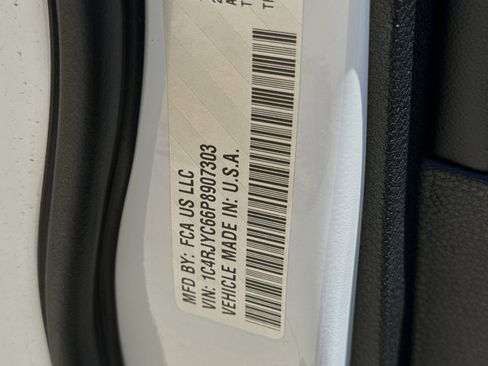 MFD BY: FCA US LLC
VIN: 1C4RJYC66P8907303
VEHICLE MADE IN: U.S.A.